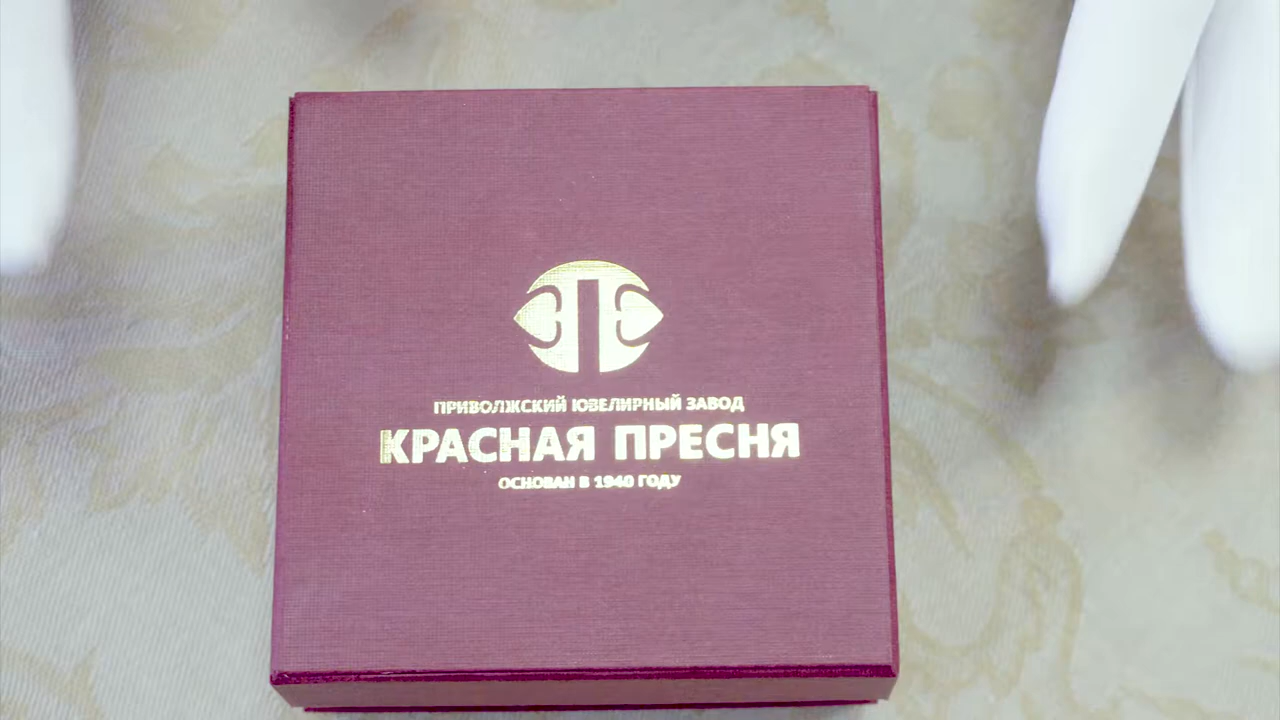 ПРИВОЛЖСКИЙ ЮВЕЛИРНЫЙ ЗАВОД
КРАСНАЯ ПРЕСНЯ
ОСНОВАН В 1940 ГОДУ